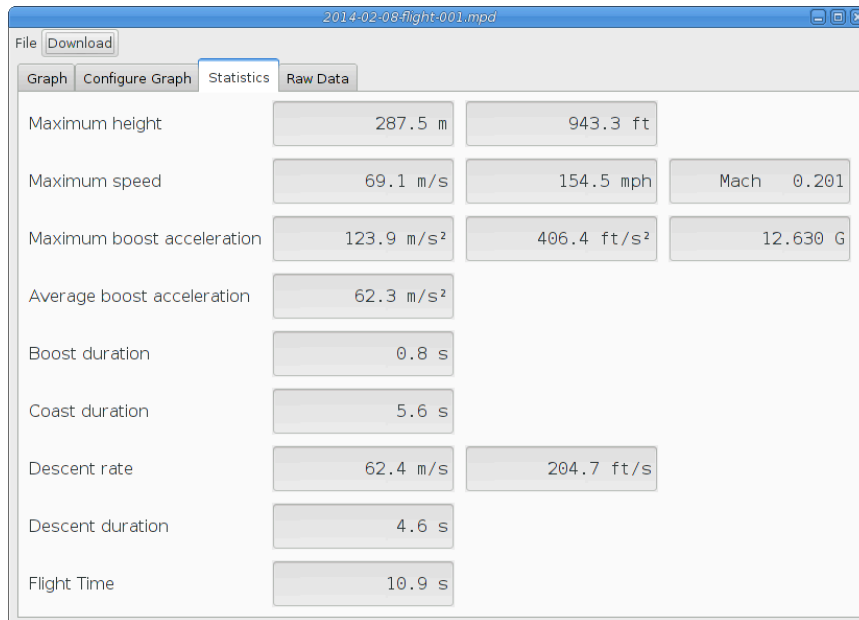 2014-02-08-flight-001.mpd
File Download
Graph Configure Graph Statistics Raw Data
Maximum height 287.5 m 943.3 ft
Maximum speed 69.1 m/s 154.5 mph Mach 0.201
Maximum boost acceleration 123.9 m/s² 406.4 ft/s² 12.630 G
Average boost acceleration 62.3 m/s²
Boost duration 0.8 s
Coast duration 5.6 s
Descent rate 62.4 m/s 204.7 ft/s
Descent duration 4.6 s
Flight Time 10.9 s